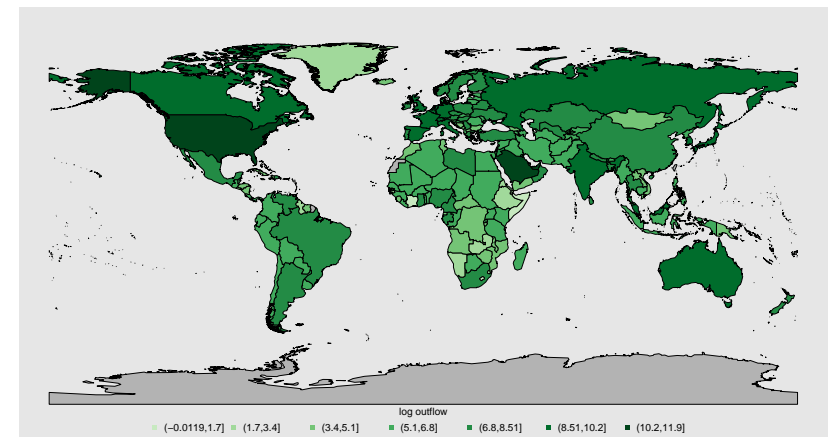 log outflow
(−0.0119,1.7] (1.7,3.4] (3.4,5.1] (5.1,6.8] (6.8,8.51] (8.51,10.2] (10.2,11.9]